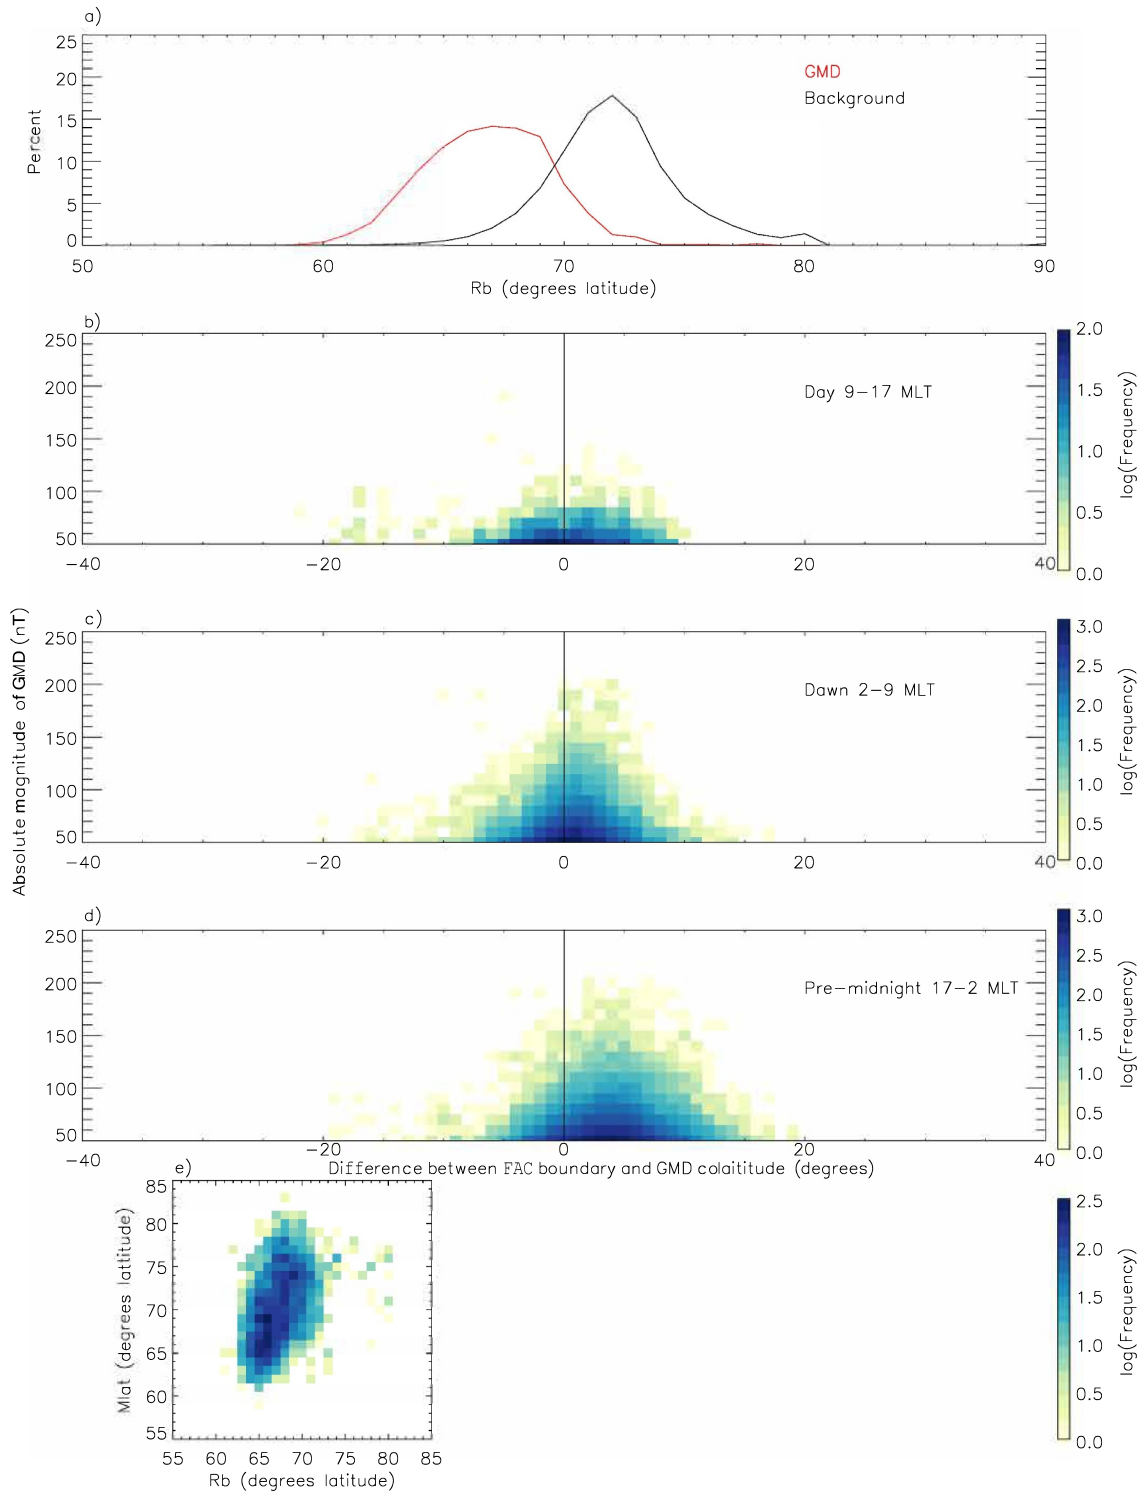 a)
25
20
15
10
5
0
Percent
GMD
Background
50 60 70 80 90
Rb (degrees latitude)
b)
250
200
150
100
50
Day 9-17 MLT
-40 -20 0 20 40
2.0
1.5
1.0
0.5
0.0
log(Frequency)
Absolute magnitude of GMD (nT)
c)
250
200
150
100
50
Dawn 2-9 MLT
-40 -20 0 20 40
3.0
2.5
2.0
1.5
1.0
0.5
0.0
log(Frequency)
d)
250
200
150
100
50
Pre-midnight 17-2 MLT
-40 -20 0 20 40
Difference between FAC boundary and GMD colaititude (degrees)
3.0
2.5
2.0
1.5
1.0
0.5
0.0
log(Frequency)
e)
85
80
75
70
65
60
55
Mlat (degrees lattitude)
55 60 65 70 75 80 85
Rb (degrees latitude)
2.5
2.0
1.5
1.0
0.5
0.0
log(Frequency)